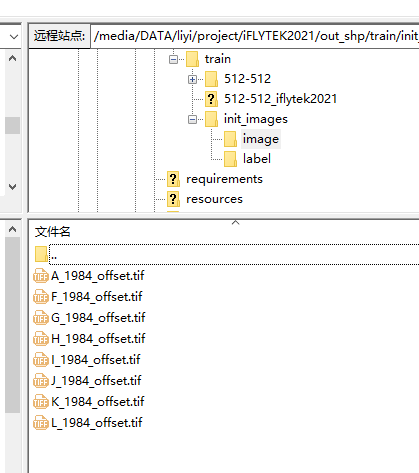 远程站点: /media/DATA/liyi/project/iFLYTEK2021/out_shp/train/init_
train
512-512
512-512_iflytek2021
init_images
image
label
requirements
resources
文件名
..
A_1984_offset.tif
F_1984_offset.tif
G_1984_offset.tif
H_1984_offset.tif
I_1984_offset.tif
J_1984_offset.tif
K_1984_offset.tif
L_1984_offset.tif